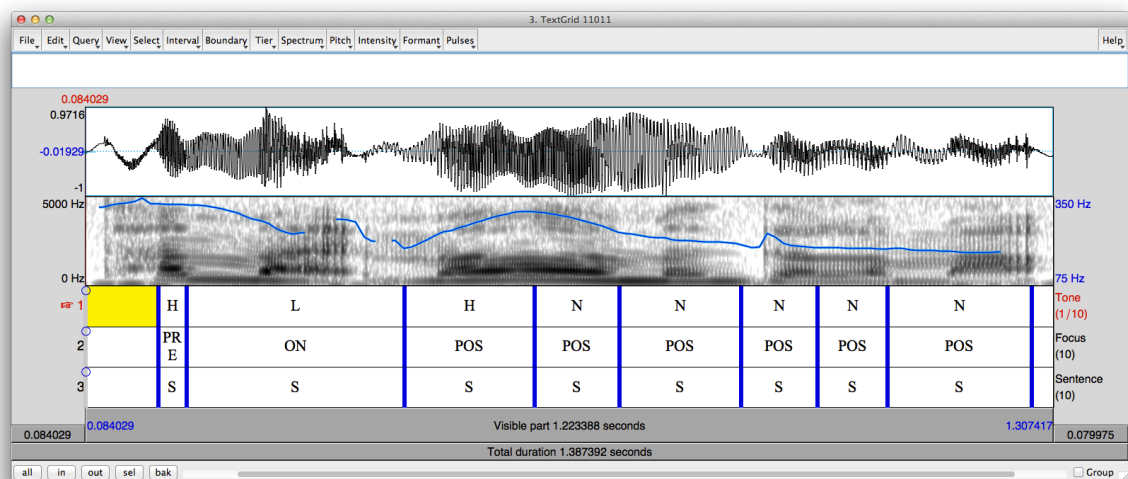 3. TextGrid 11011
File Edit Query View Select Interval Boundary Tier Spectrum Pitch Intensity Formant Pulses Help
0.084029
0.9716
-0.01929
-1
5000 Hz 350 Hz
0 Hz 75 Hz
☞ 1 H L H N N N N N Tone (1/10)
2 PRE ON POS POS POS POS POS POS Focus (10)
3 S S S S S S S S Sentence (10)
0.084029 0.084029 Visible part 1.223388 seconds 1.307417 0.079975
Total duration 1.387392 seconds
all in out sel bak Group